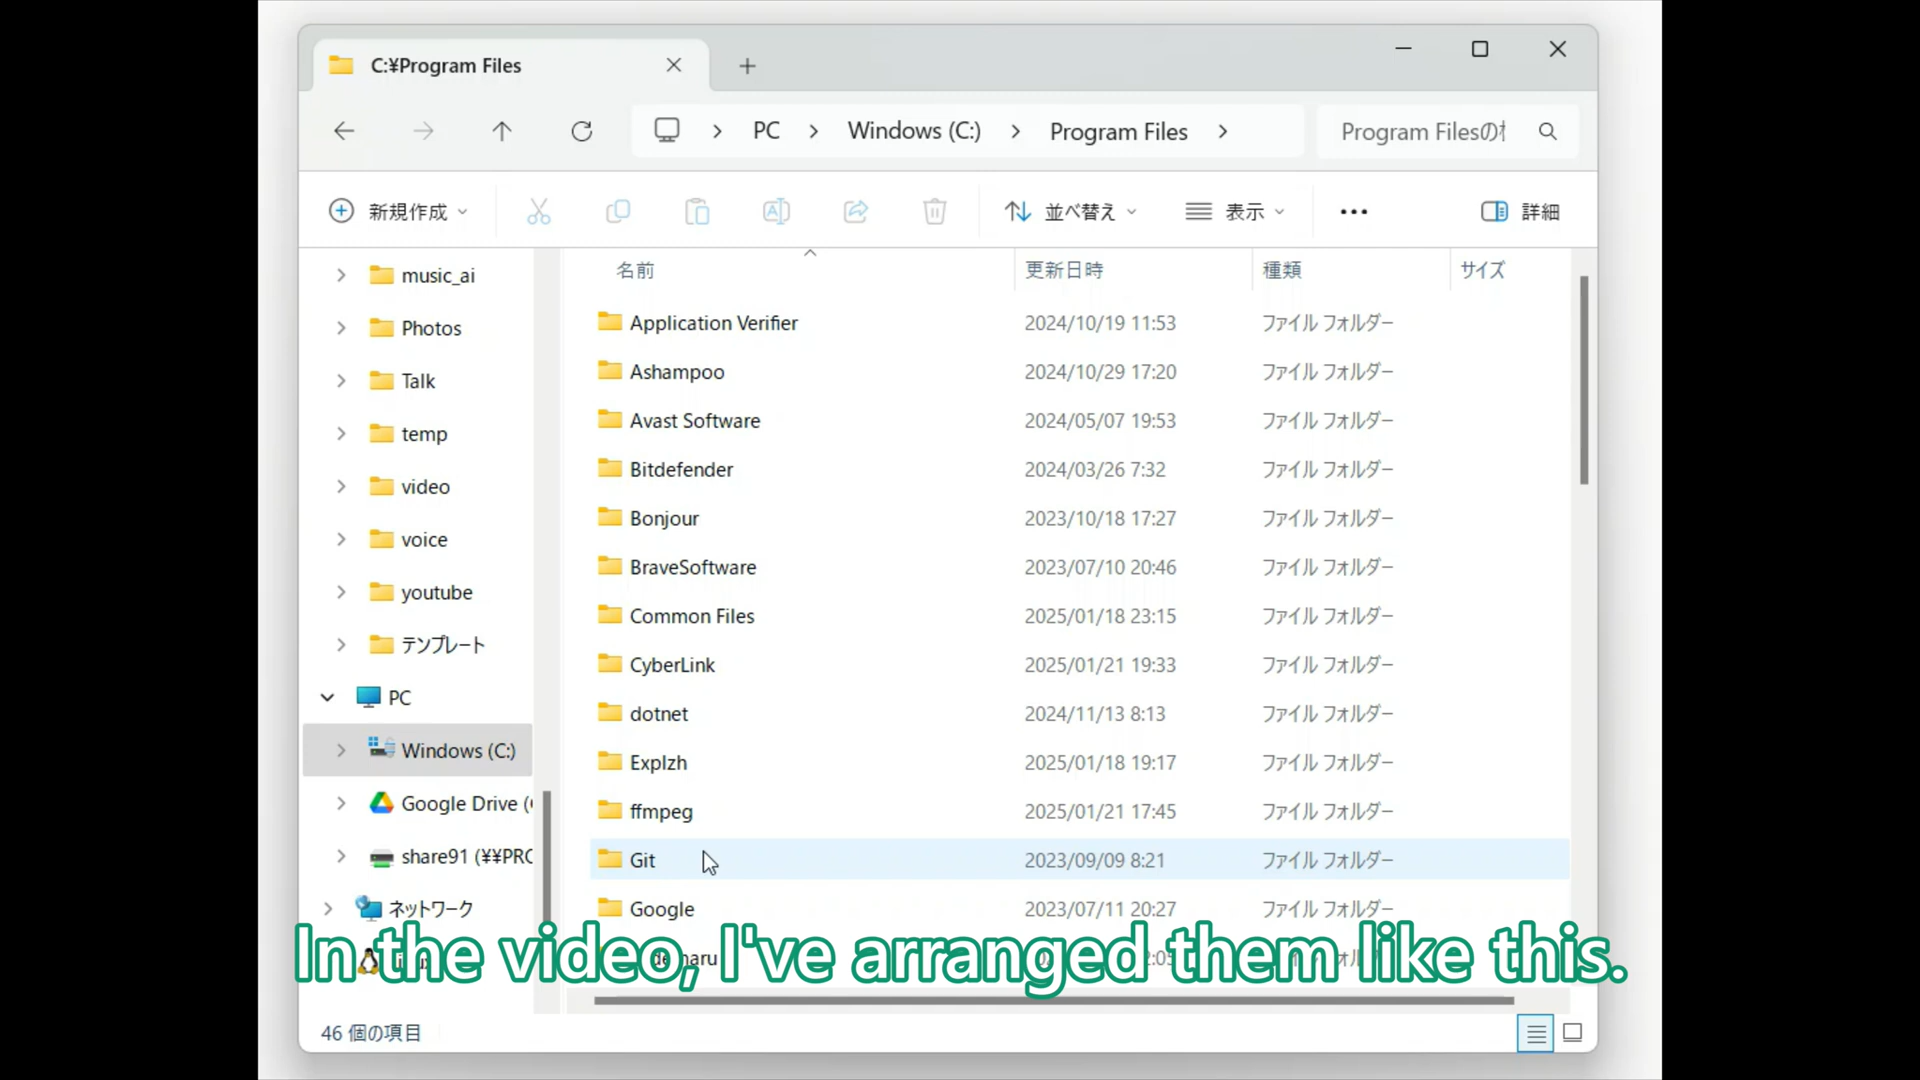 C:¥Program Files
PC Windows (C:) Program Files
Program Filesの
新規作成 並べ替え 表示 詳細
名前 更新日時 種類 サイズ
music_ai
Photos
Talk
temp
video
voice
youtube
テンプレート
PC
Windows (C:)
Google Drive (
share91 (¥¥PRO
ネットワーク
Application Verifier 2024/10/19 11:53 ファイル フォルダー
Ashampoo 2024/10/29 17:20 ファイル フォルダー
Avast Software 2024/05/07 19:53 ファイル フォルダー
Bitdefender 2024/03/26 7:32 ファイル フォルダー
Bonjour 2023/10/18 17:27 ファイル フォルダー
BraveSoftware 2023/07/10 20:46 ファイル フォルダー
Common Files 2025/01/18 23:15 ファイル フォルダー
CyberLink 2025/01/21 19:33 ファイル フォルダー
dotnet 2024/11/13 8:13 ファイル フォルダー
Explzh 2025/01/18 19:17 ファイル フォルダー
ffmpeg 2025/01/21 17:45 ファイル フォルダー
Git 2023/09/09 8:21 ファイル フォルダー
Google 2023/07/11 20:27 ファイル フォルダー
In the video, I've arranged them like this.
46 個の項目